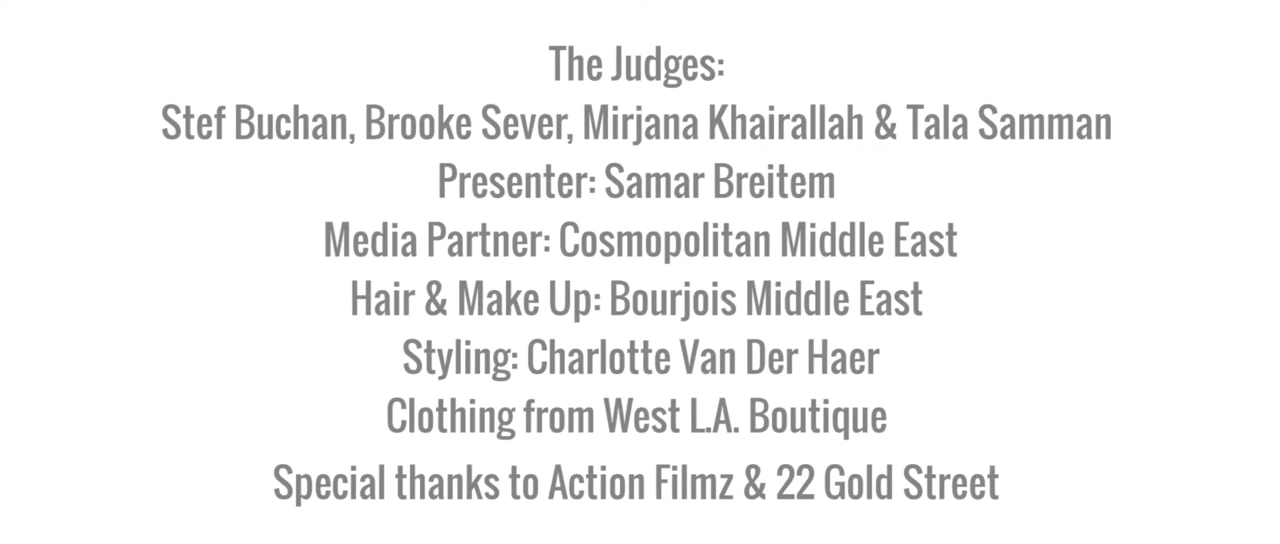 The Judges:
Stef Buchan, Brooke Sever, Mirjana Khairallah & Tala Samman
Presenter: Samar Breitem
Media Partner: Cosmopolitan Middle East
Hair & Make Up: Bourjois Middle East
Styling: Charlotte Van Der Haer
Clothing from West L.A. Boutique
Special thanks to Action Filmz & 22 Gold Street